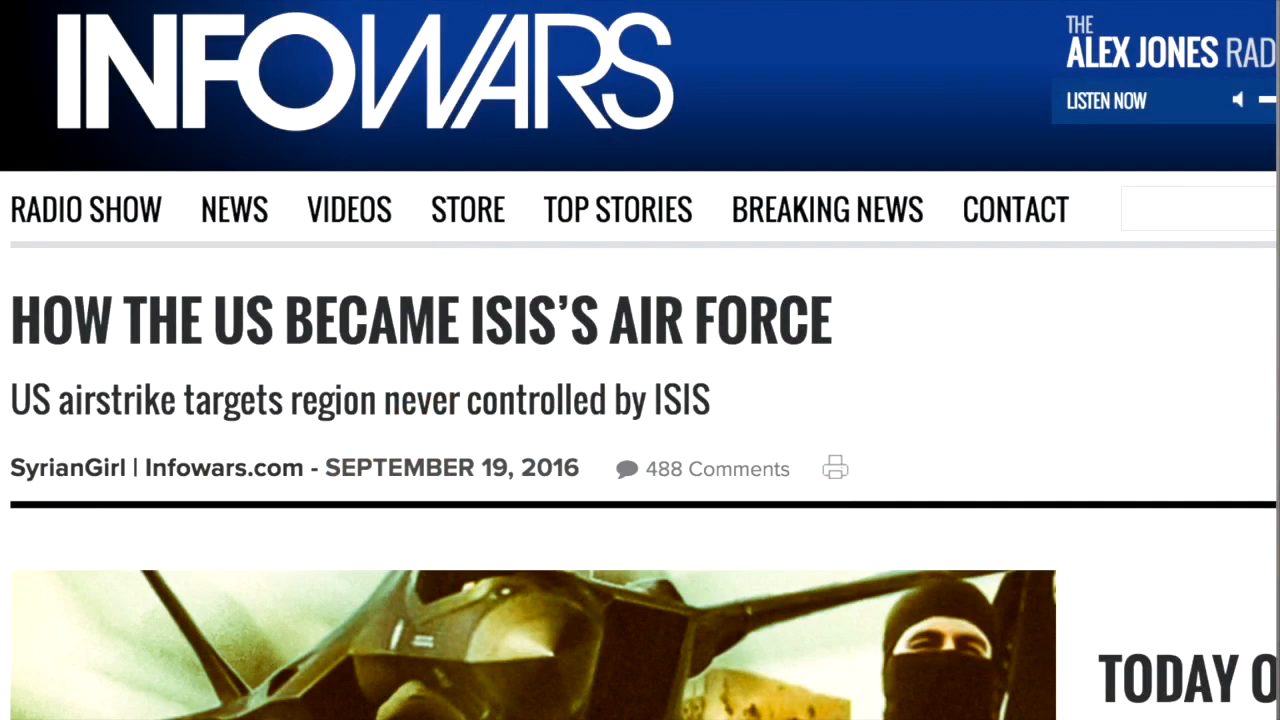 INFOWARS
THE
ALEX JONES RAD
LISTEN NOW
RADIO SHOW NEWS VIDEOS STORE TOP STORIES BREAKING NEWS CONTACT
HOW THE US BECAME ISIS’S AIR FORCE
US airstrike targets region never controlled by ISIS
SyrianGirl | Infowars.com - SEPTEMBER 19, 2016 488 Comments
TODAY O